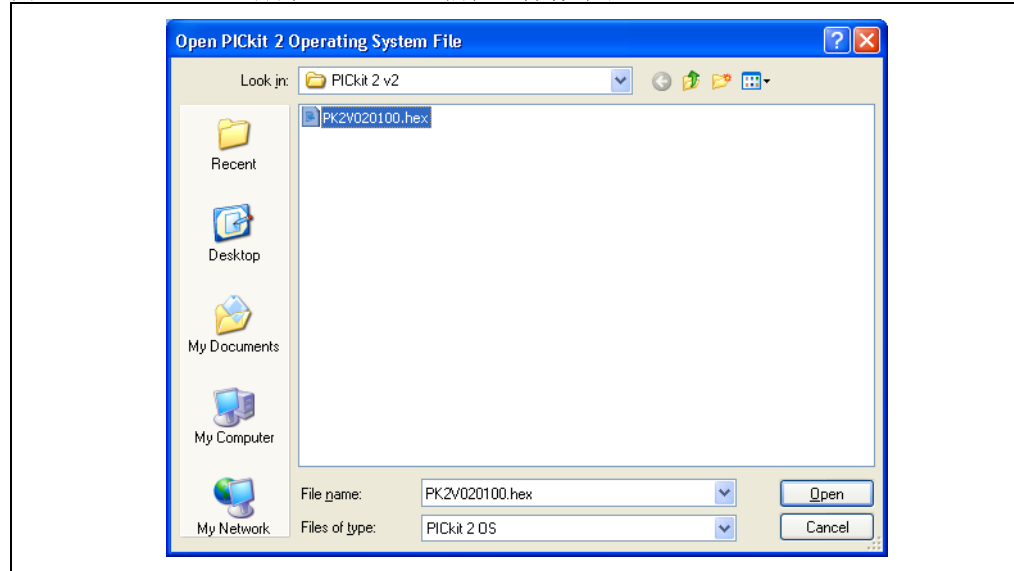 Open PICkit 2 Operating System File
Look in:
PICkit 2 v2
PK2V020100.hex
Recent
Desktop
My Documents
My Computer
My Network
File name:
PK2V020100.hex
Open
Files of type:
PICkit 2 OS
Cancel